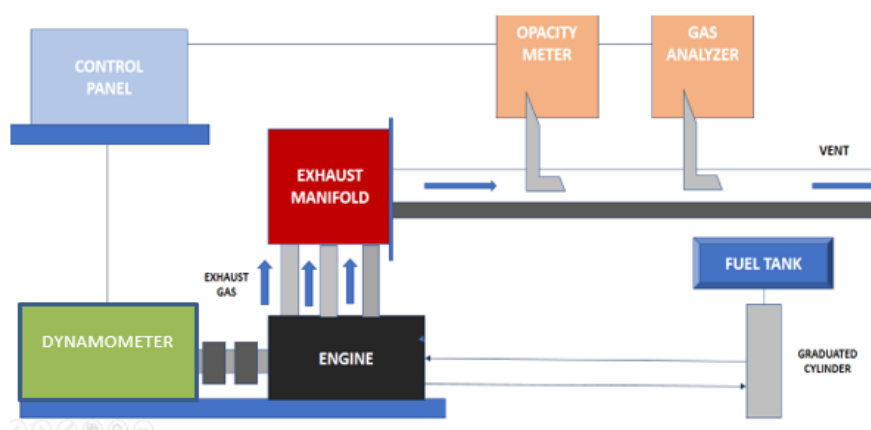 CONTROL
PANEL
OPACITY
METER
GAS
ANALYZER
VENT
EXHAUST
MANIFOLD
EXHAUST
GAS
FUEL TANK
DYNAMOMETER
ENGINE
GRADUATED
CYLINDER